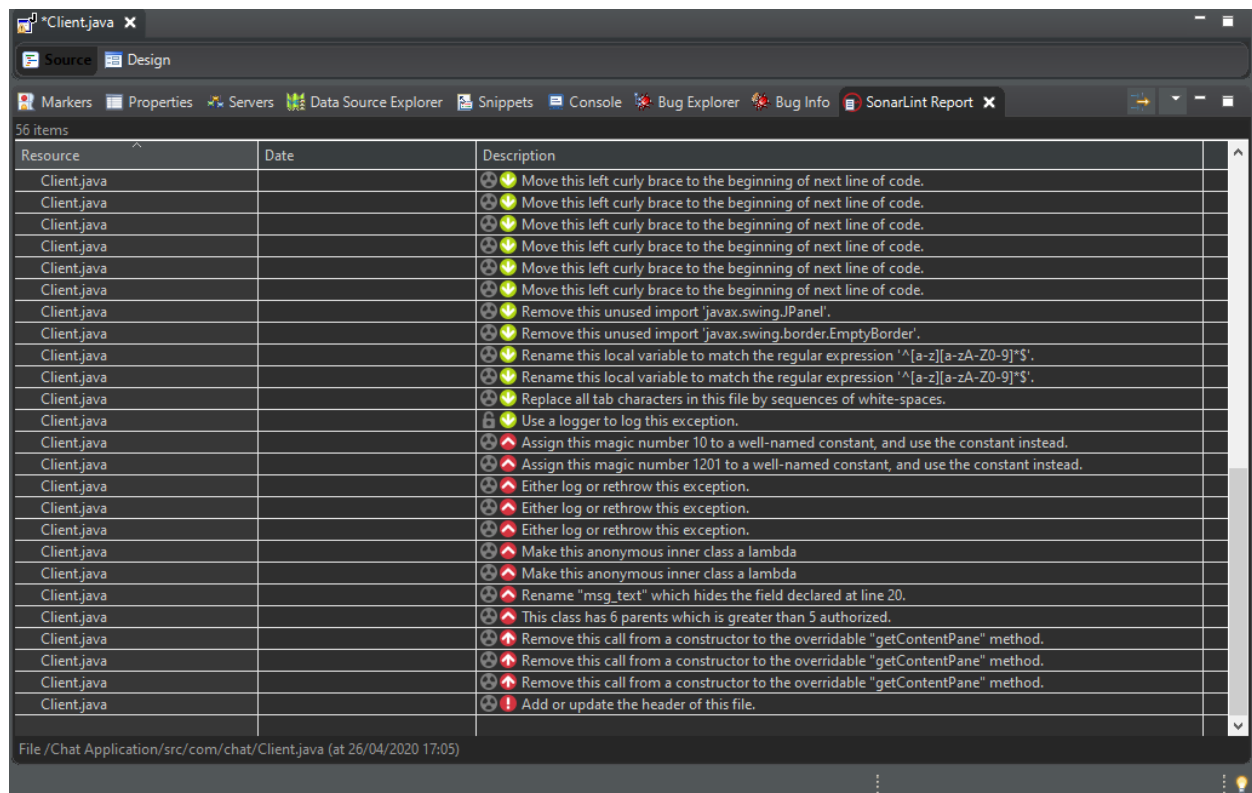 *Client.java
Source Design
Markers Properties Servers Data Source Explorer Snippets Console Bug Explorer Bug Info SonarLint Report
56 items
Resource Date Description
Client.java Move this left curly brace to the beginning of next line of code.
Client.java Move this left curly brace to the beginning of next line of code.
Client.java Move this left curly brace to the beginning of next line of code.
Client.java Move this left curly brace to the beginning of next line of code.
Client.java Move this left curly brace to the beginning of next line of code.
Client.java Move this left curly brace to the beginning of next line of code.
Client.java Remove this unused import 'javax.swing.JPanel'.
Client.java Remove this unused import 'javax.swing.border.EmptyBorder'.
Client.java Rename this local variable to match the regular expression '^[a-z][a-zA-Z0-9]*$'.
Client.java Rename this local variable to match the regular expression '^[a-z][a-zA-Z0-9]*$'.
Client.java Replace all tab characters in this file by sequences of white-spaces.
Client.java Use a logger to log this exception.
Client.java Assign this magic number 10 to a well-named constant, and use the constant instead.
Client.java Assign this magic number 1201 to a well-named constant, and use the constant instead.
Client.java Either log or rethrow this exception.
Client.java Either log or rethrow this exception.
Client.java Either log or rethrow this exception.
Client.java Make this anonymous inner class a lambda
Client.java Make this anonymous inner class a lambda
Client.java Rename "msg_text" which hides the field declared at line 20.
Client.java This class has 6 parents which is greater than 5 authorized.
Client.java Remove this call from a constructor to the overridable "getContentPane" method.
Client.java Remove this call from a constructor to the overridable "getContentPane" method.
Client.java Remove this call from a constructor to the overridable "getContentPane" method.
Client.java Add or update the header of this file.
File /Chat Application/src/com/chat/Client.java (at 26/04/2020 17:05)